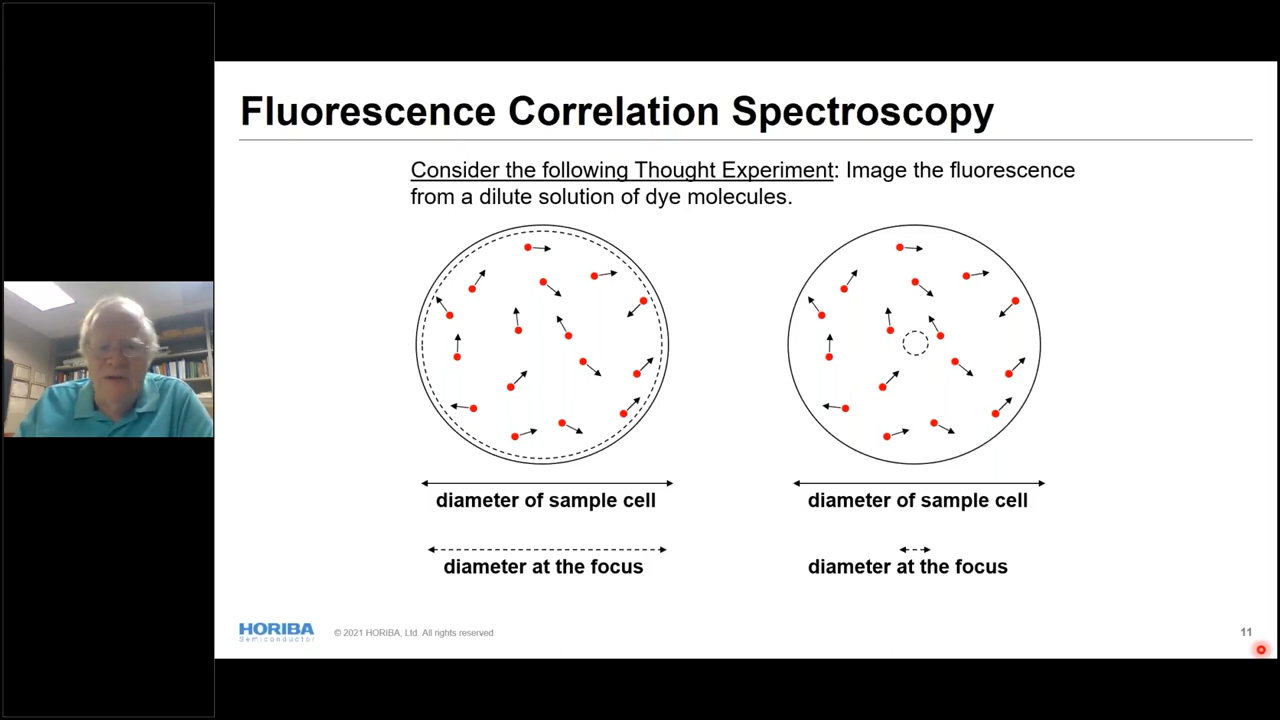 Fluorescence Correlation Spectroscopy
Consider the following Thought Experiment: Image the fluorescence
from a dilute solution of dye molecules.
diameter of sample cell
diameter at the focus
diameter of sample cell
diameter at the focus
HORIBA
Semiconductor
© 2021 HORIBA, Ltd. All rights reserved.
11